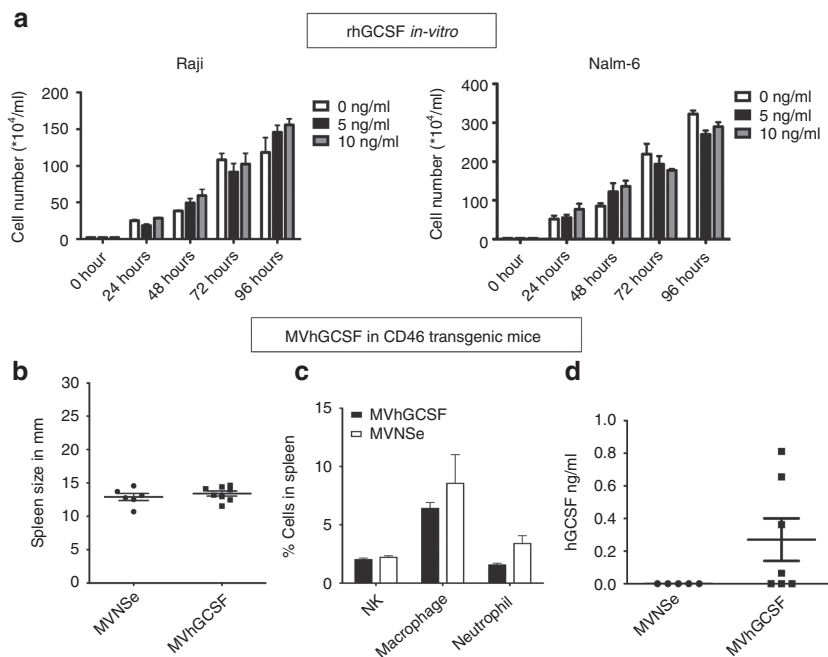 a
rhGCSF in-vitro
Raji
Cell number (*10⁴/ml)
200
150
100
50
0
0 hour
24 hours
48 hours
72 hours
96 hours
0 ng/ml
5 ng/ml
10 ng/ml
Nalm-6
Cell number (*10⁴/ml)
400
300
200
100
0
0 hour
24 hours
48 hours
72 hours
96 hours
0 ng/ml
5 ng/ml
10 ng/ml
MVhGCSF in CD46 transgenic mice
b
Spleen size in mm
30
25
20
15
10
5
0
MVNSe
MVhGCSF
c
% Cells in spleen
15
10
5
0
MVhGCSF
MVNSe
NK
Macrophage
Neutrophil
d
hGCSF ng/ml
1.0
0.8
0.6
0.4
0.2
0.0
MVNSe
MVhGCSF